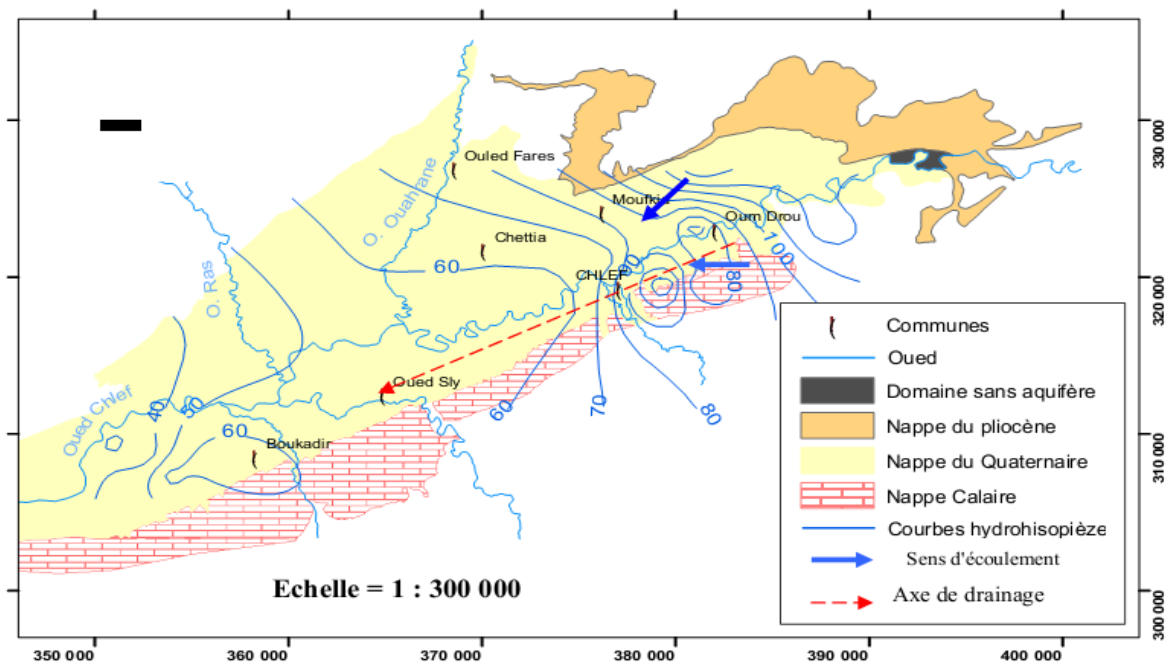 Ouled Fares
O. Ouahrane
Moufki
Oum Drou
Chettia
100
60
90
CHLEF
80
O. Ras
Oued Sly
Oued Chlef
40
50
60
60
70
80
Boukadir
Communes
Oued
Domaine sans aquifère
Nappe du pliocène
Nappe du Quaternaire
Nappe Calaire
Courbes hydrohisopièze
Sens d'écoulement
Axe de drainage
Echelle = 1 : 300 000
330 000
320 000
310 000
300 000
350 000 360 000 370 000 380 000 390 000 400 000